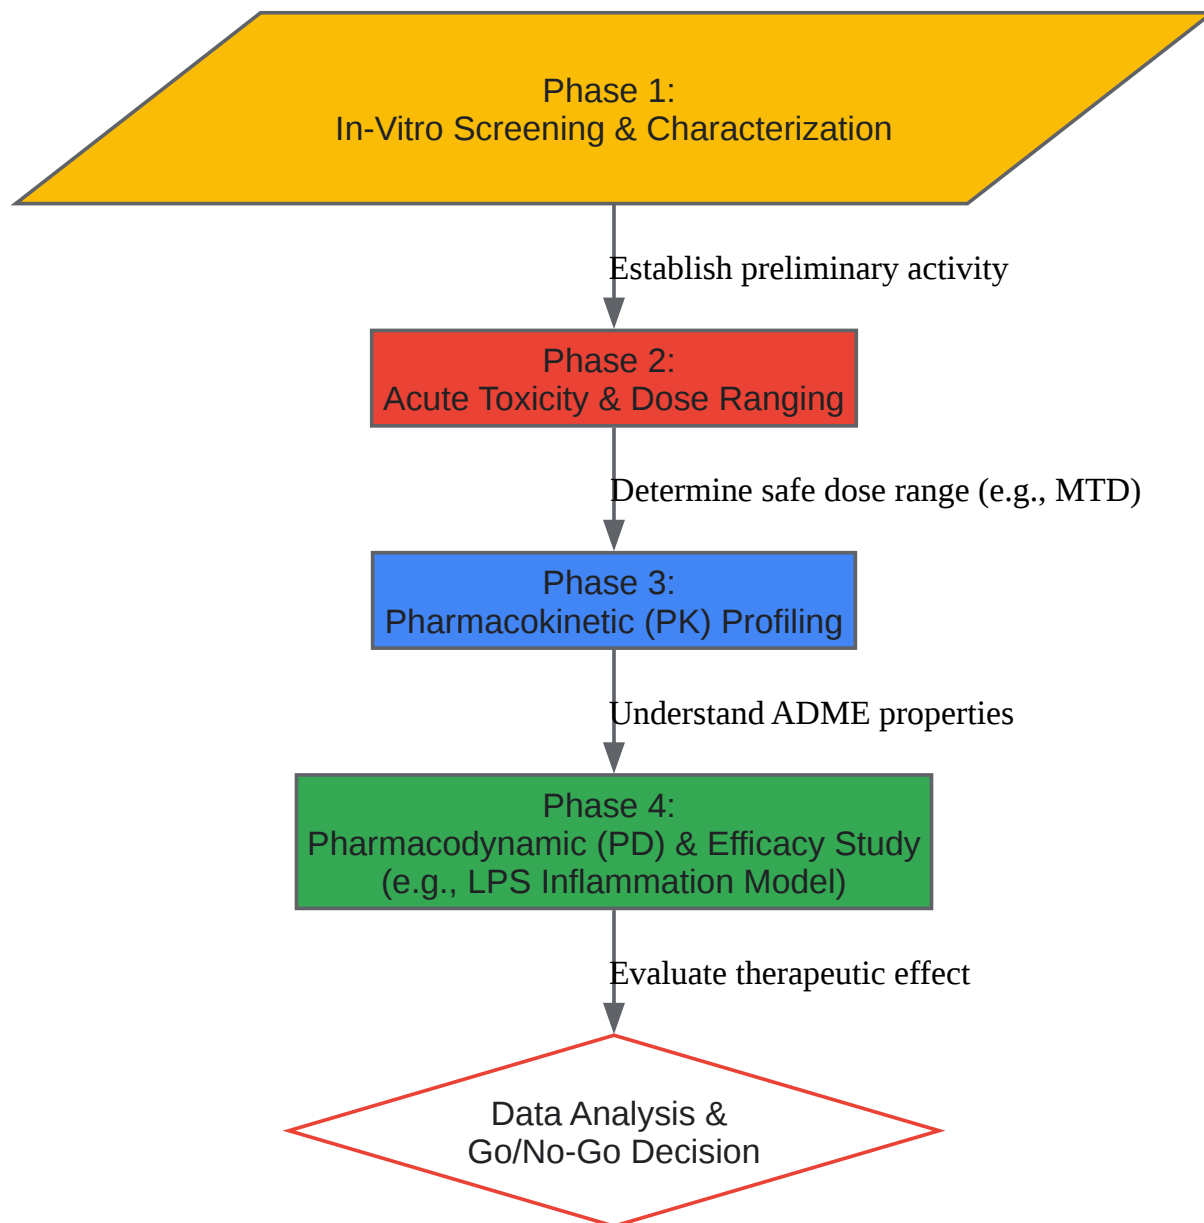 Phase 1:
In-Vitro Screening & Characterization
Establish preliminary activity
Phase 2:
Acute Toxicity & Dose Ranging
Determine safe dose range (e.g., MTD)
Phase 3:
Pharmacokinetic (PK) Profiling
Understand ADME properties
Phase 4:
Pharmacodynamic (PD) & Efficacy Study
(e.g., LPS Inflammation Model)
Evaluate therapeutic effect
Data Analysis &
Go/No-Go Decision